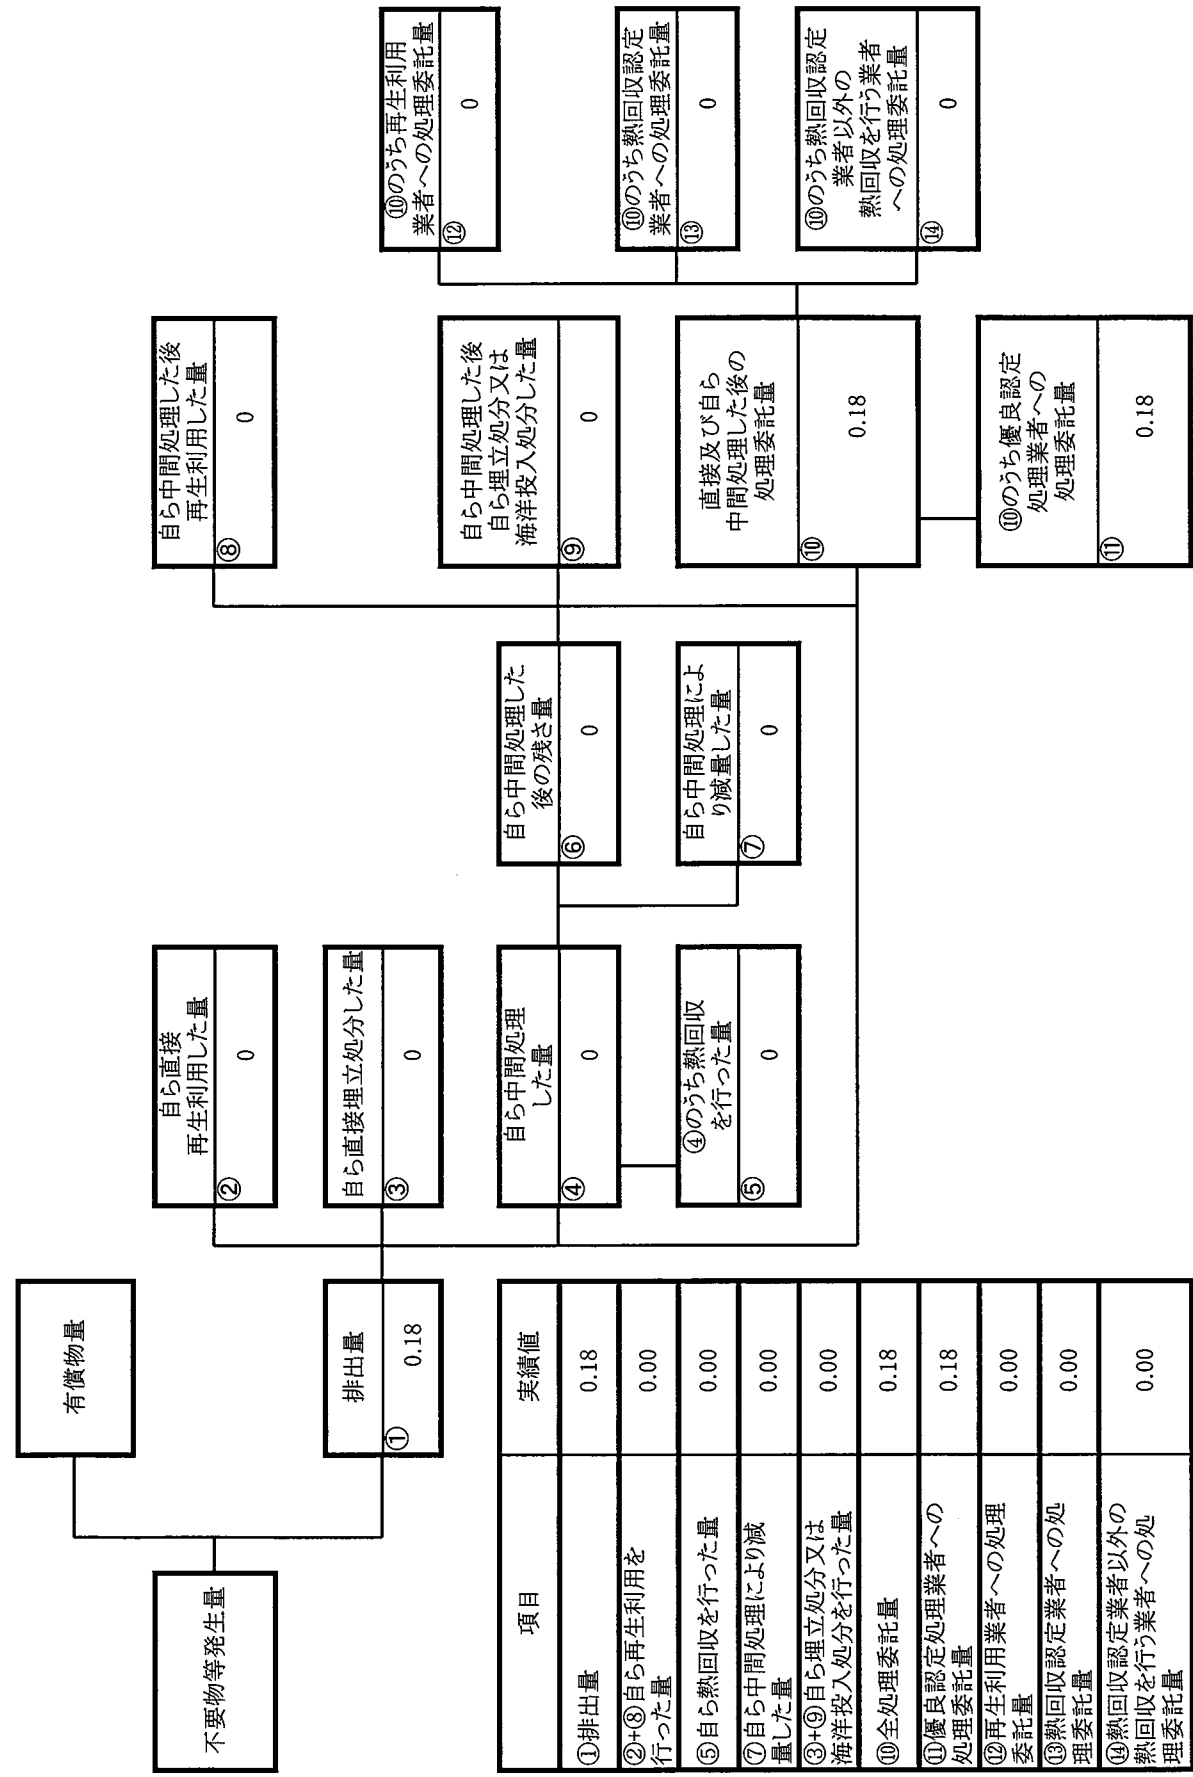 不要物等発生量
有償物量
排出量
①
0.18
自ら直接
再生利用した量
②
0
自ら直接埋立処分した量
③
0
自ら中間処理
した量
④
0
④のうち熱回収
を行った量
⑤
0
自ら中間処理した
後の残さ量
⑥
0
自ら中間処理によ
り減量した量
⑦
0
自ら中間処理した後
再生利用した量
⑧
0
自ら中間処理した後
自ら埋立処分又は
海洋投入処分した量
⑨
0
直接及び自ら
中間処理した後の
処理委託量
⑩
0.18
⑩のうち優良認定
処理業者への
処理委託量
⑪
0.18
⑩のうち再生利用
業者への処理委託量
⑫
0
⑩のうち熱回収認定
業者への処理委託量
⑬
0
⑩のうち熱回収認定
業者以外の
熱回収を行う業者
への処理委託量
⑭
0
項目
実績値
①排出量
0.18
②+⑧自ら再生利用を
行った量
0.00
⑤自ら熱回収を行った量
0.00
⑦自ら中間処理により減
量した量
0.00
③+⑨自ら埋立処分又は
海洋投入処分を行った量
0.00
⑩全処理委託量
0.18
⑪優良認定処理業者への
処理委託量
0.18
⑫再生利用業者への処理
委託量
0.00
⑬熱回収認定業者への処
理委託量
0.00
⑭熱回収認定業者以外の
熱回収を行う業者への処
理委託量
0.00